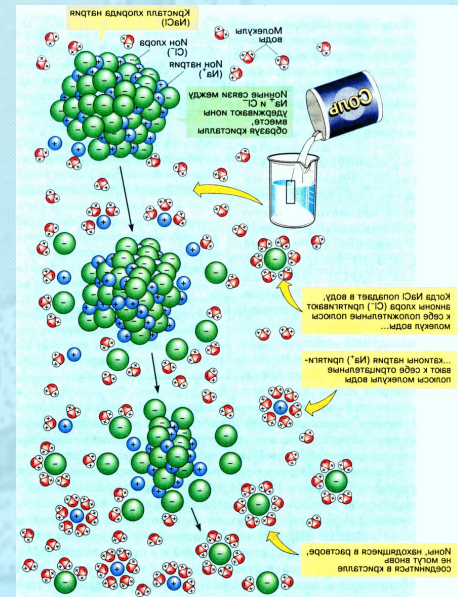 Кристалл хлорида натрия
(NaCl)
Ион хлора
(Cl⁻)
Ион натрия
(Na⁺)
Молекулы
воды
Ионные связи между
Na⁺ и Cl⁻
удерживают ионы
вместе,
образуя кристаллы
СОЛЬ
Когда NaCl попадает в воду,
анионы хлора (Cl⁻) притягивают
к себе положительные полюсы
молекул воды...
...катионы натрия (Na⁺) притяги-
вают к себе отрицательные
полюсы молекулы воды
Ионы, находящиеся в растворе,
не могут вновь
соединиться в кристалле